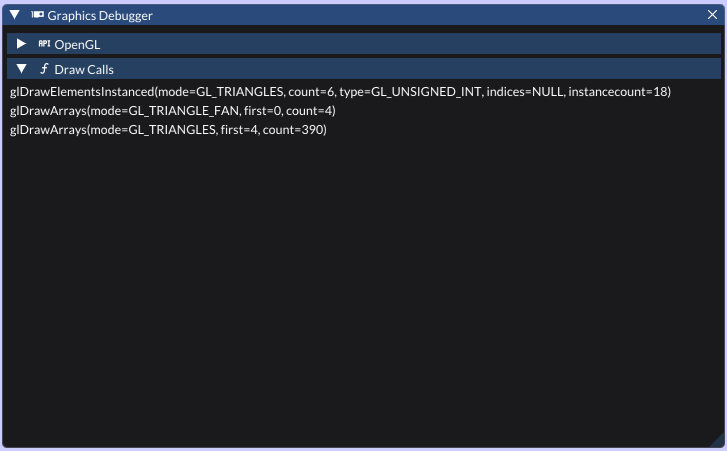 Graphics Debugger
API OpenGL
f Draw Calls
glDrawElementsInstanced(mode=GL_TRIANGLES, count=6, type=GL_UNSIGNED_INT, indices=NULL, instancecount=18)
glDrawArrays(mode=GL_TRIANGLE_FAN, first=0, count=4)
glDrawArrays(mode=GL_TRIANGLES, first=4, count=390)